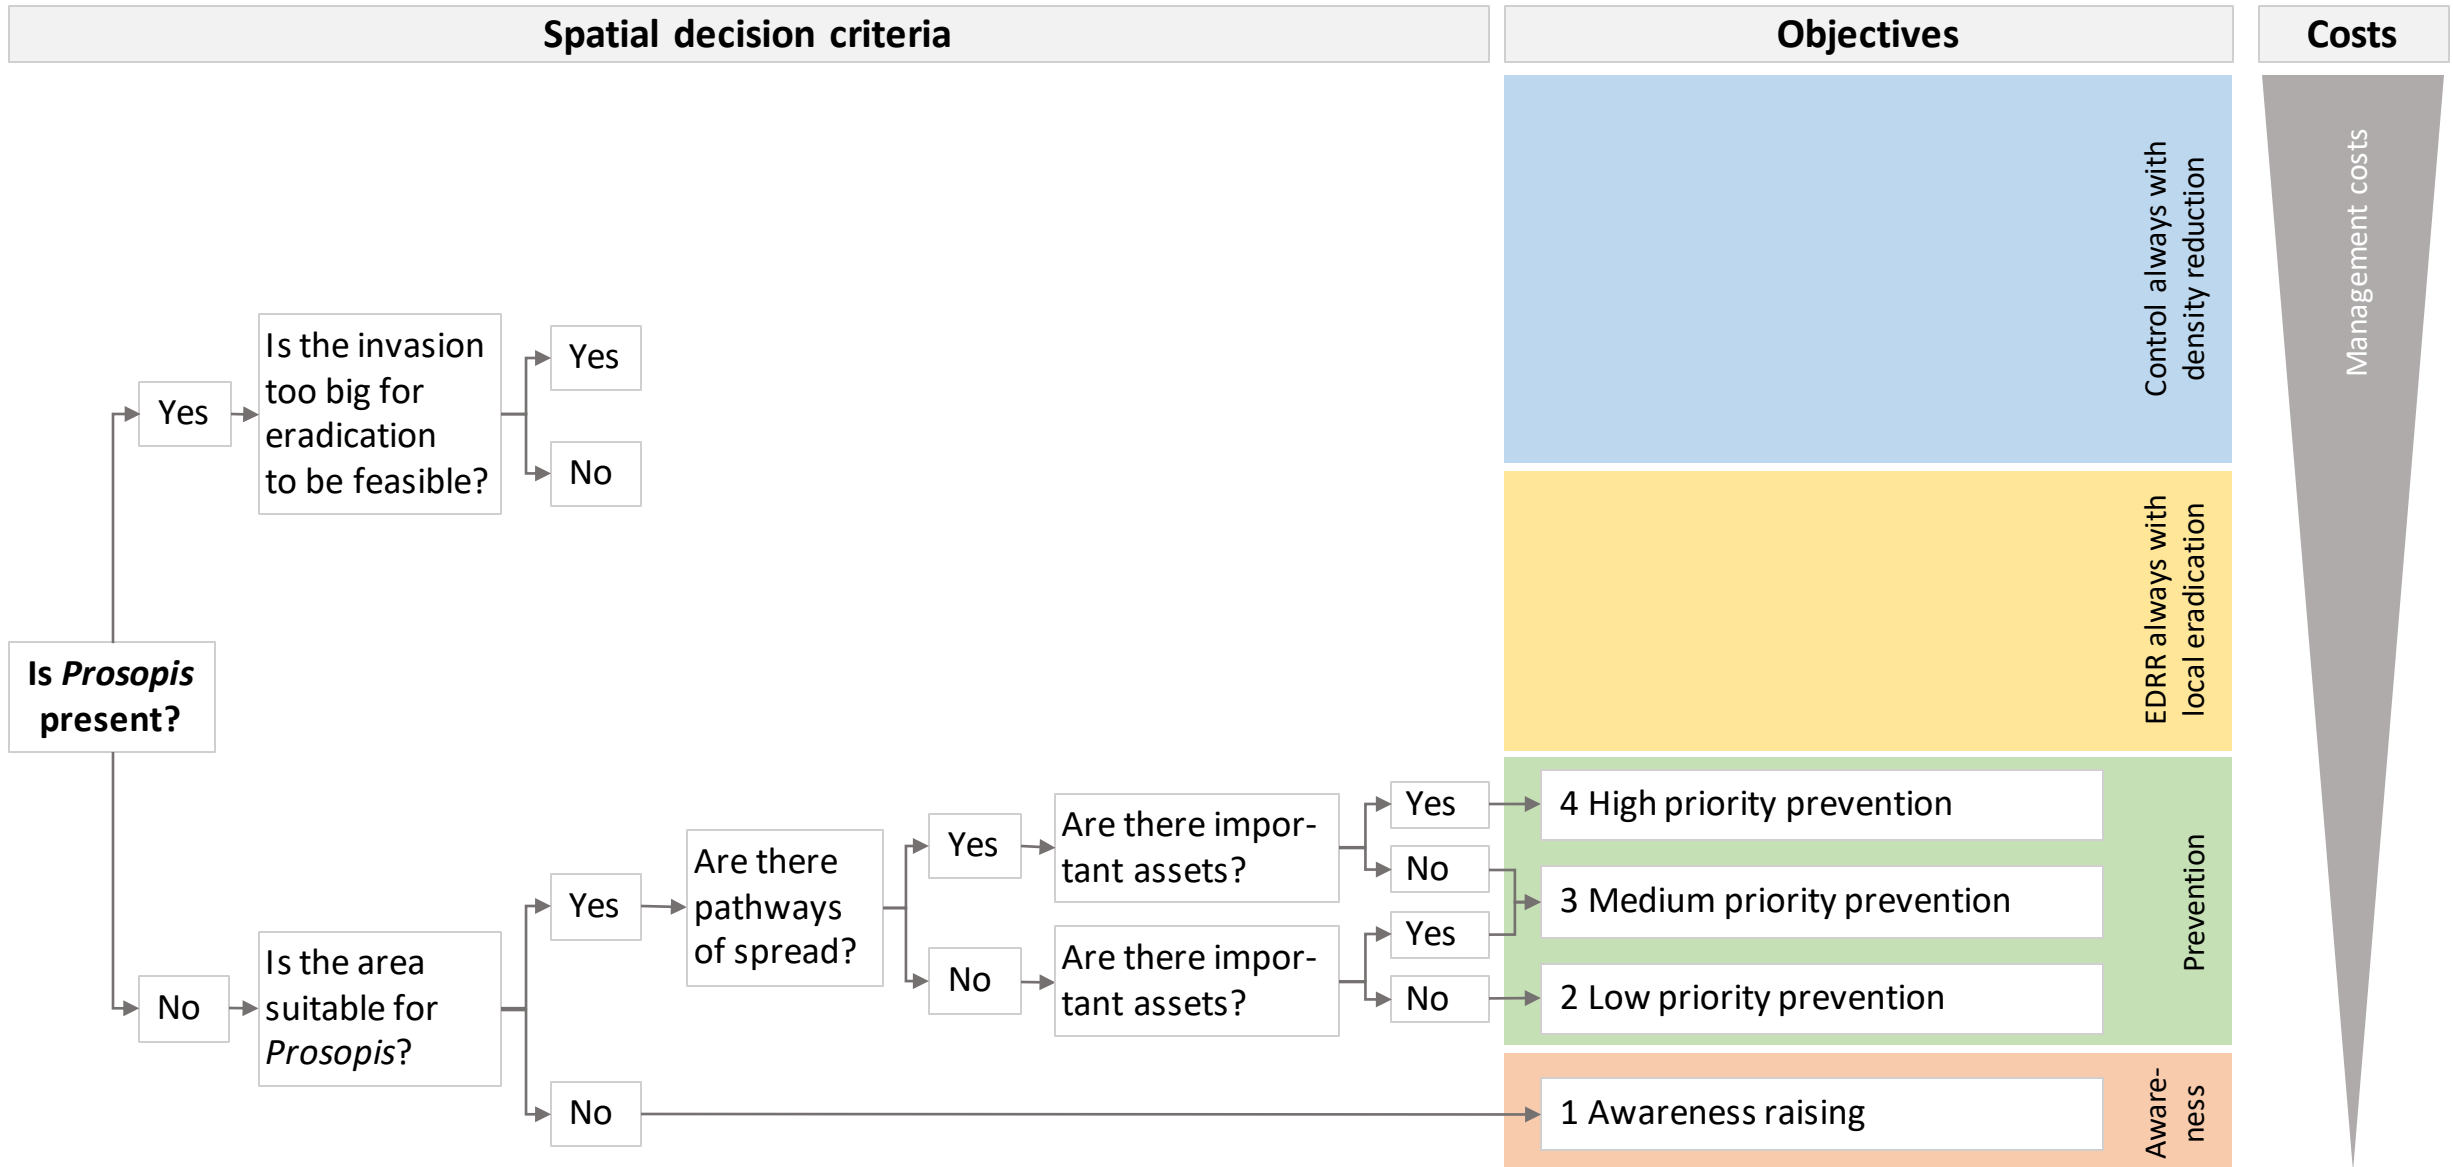 Spatial decision criteria
Objectives
Costs
Is Prosopis
present?
Yes
Is the invasion
too big for
eradication
to be feasible?
Yes
No
No
Is the area
suitable for
Prosopis?
Yes
Are there
pathways
of spread?
Yes
Are there impor-
tant assets?
Yes
No
No
Are there impor-
tant assets?
Yes
No
No
Control always with
density reduction
EDRR always with
local eradication
4 High priority prevention
3 Medium priority prevention
2 Low priority prevention
Prevention
1 Awareness raising
Aware-
ness
Management costs